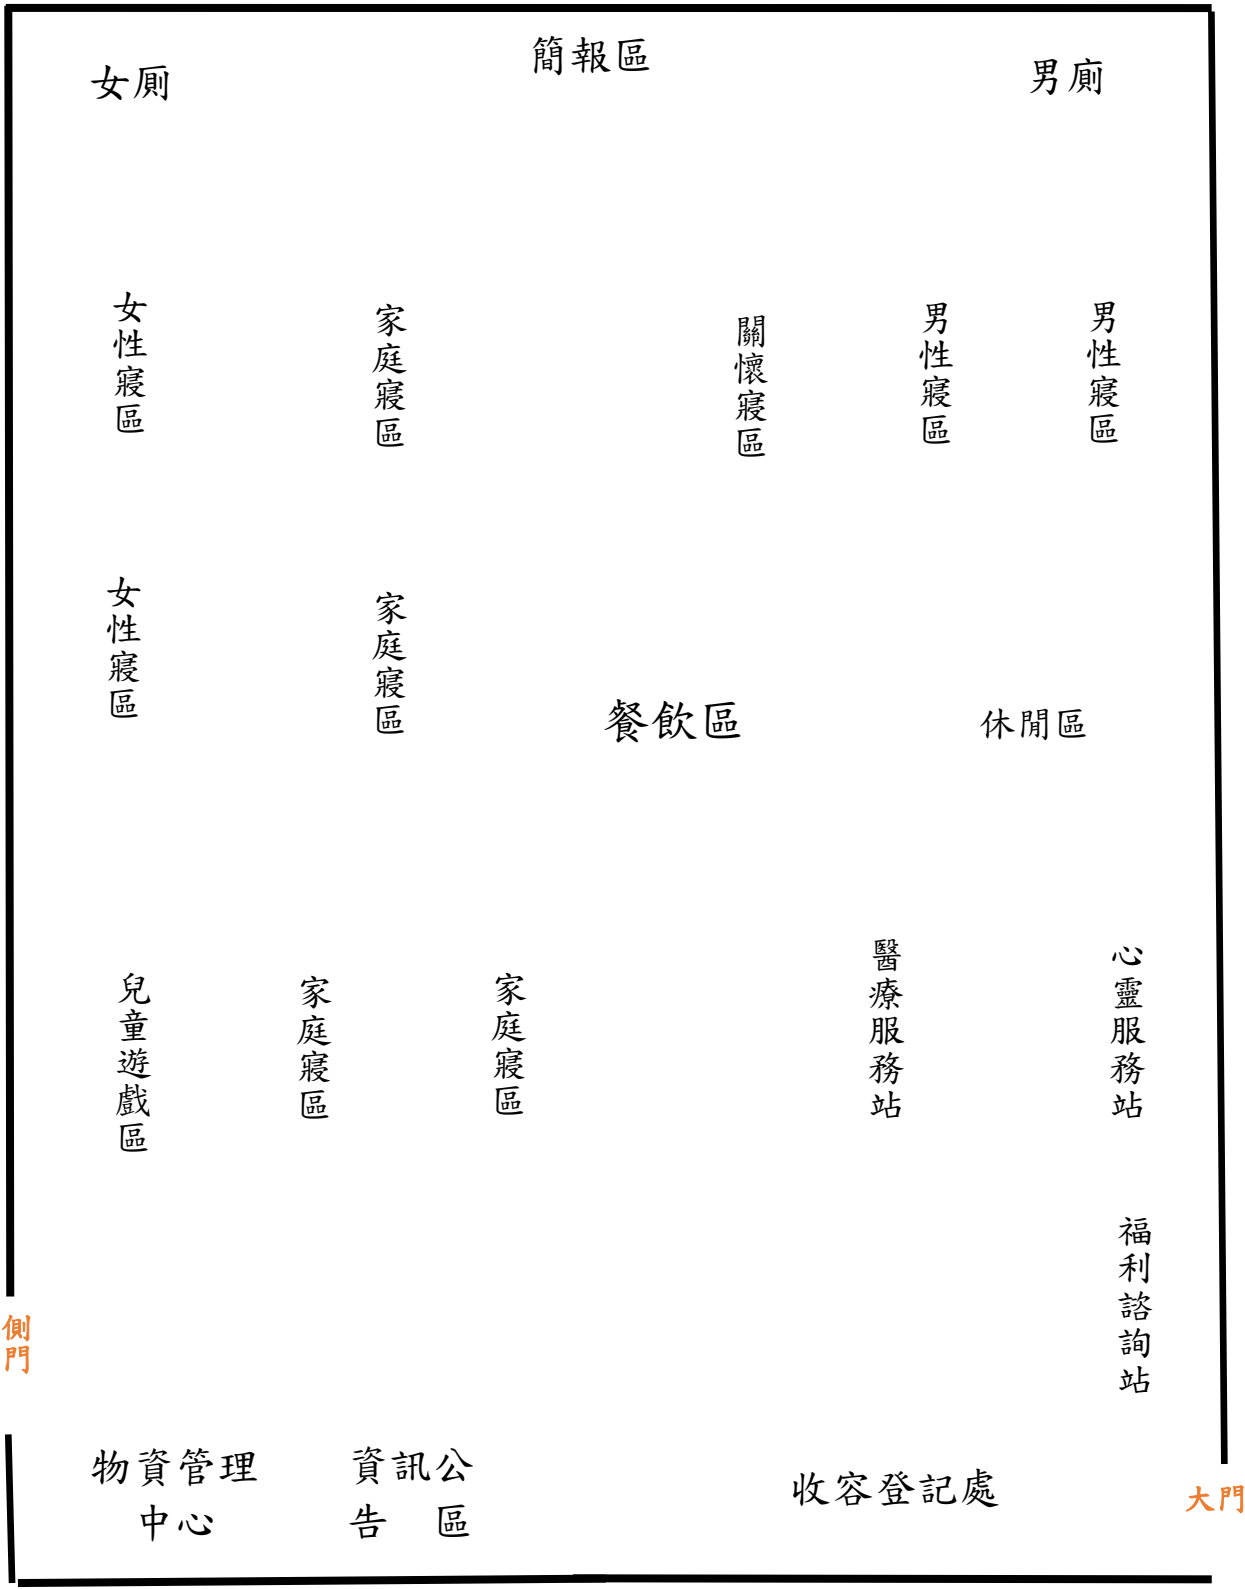 簡報區
女厠
男廁
女性寢區
家庭寢區
關懷寢區
男性寢區
男性寢區
女性寢區
家庭寢區
餐飲區
休閒區
兒童遊戲區
家庭寢區
家庭寢區
醫療服務站
心靈服務站
福利諮詢站
側門
物資管理
中心
資訊公
告 區
收容登記處
大門